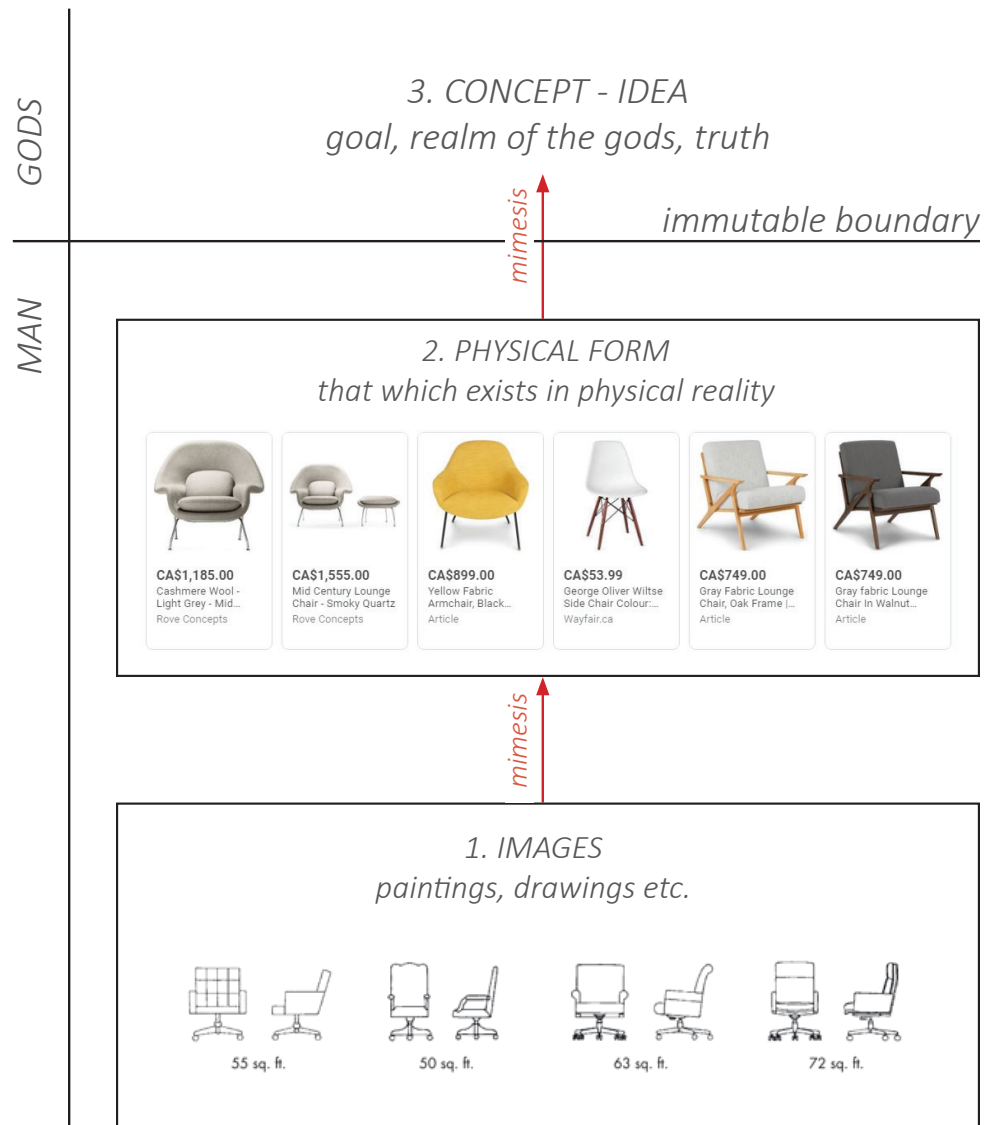 GODS
3. CONCEPT - IDEA
goal, realm of the gods, truth
mimesis
immutable boundary
MAN
2. PHYSICAL FORM
that which exists in physical reality
CA$1,185.00
Cashmere Wool -
Light Grey - Mid...
Rove Concepts
CA$1,555.00
Mid Century Lounge
Chair - Smoky Quartz
Rove Concepts
CA$899.00
Yellow Fabric
Armchair, Black...
Article
CA$53.99
George Oliver Wiltse
Side Chair Colour:...
Wayfair.ca
CA$749.00
Gray Fabric Lounge
Chair, Oak Frame |...
Article
CA$749.00
Gray fabric Lounge
Chair In Walnut...
Article
mimesis
1. IMAGES
paintings, drawings etc.
55 sq. ft.
50 sq. ft.
63 sq. ft.
72 sq. ft.